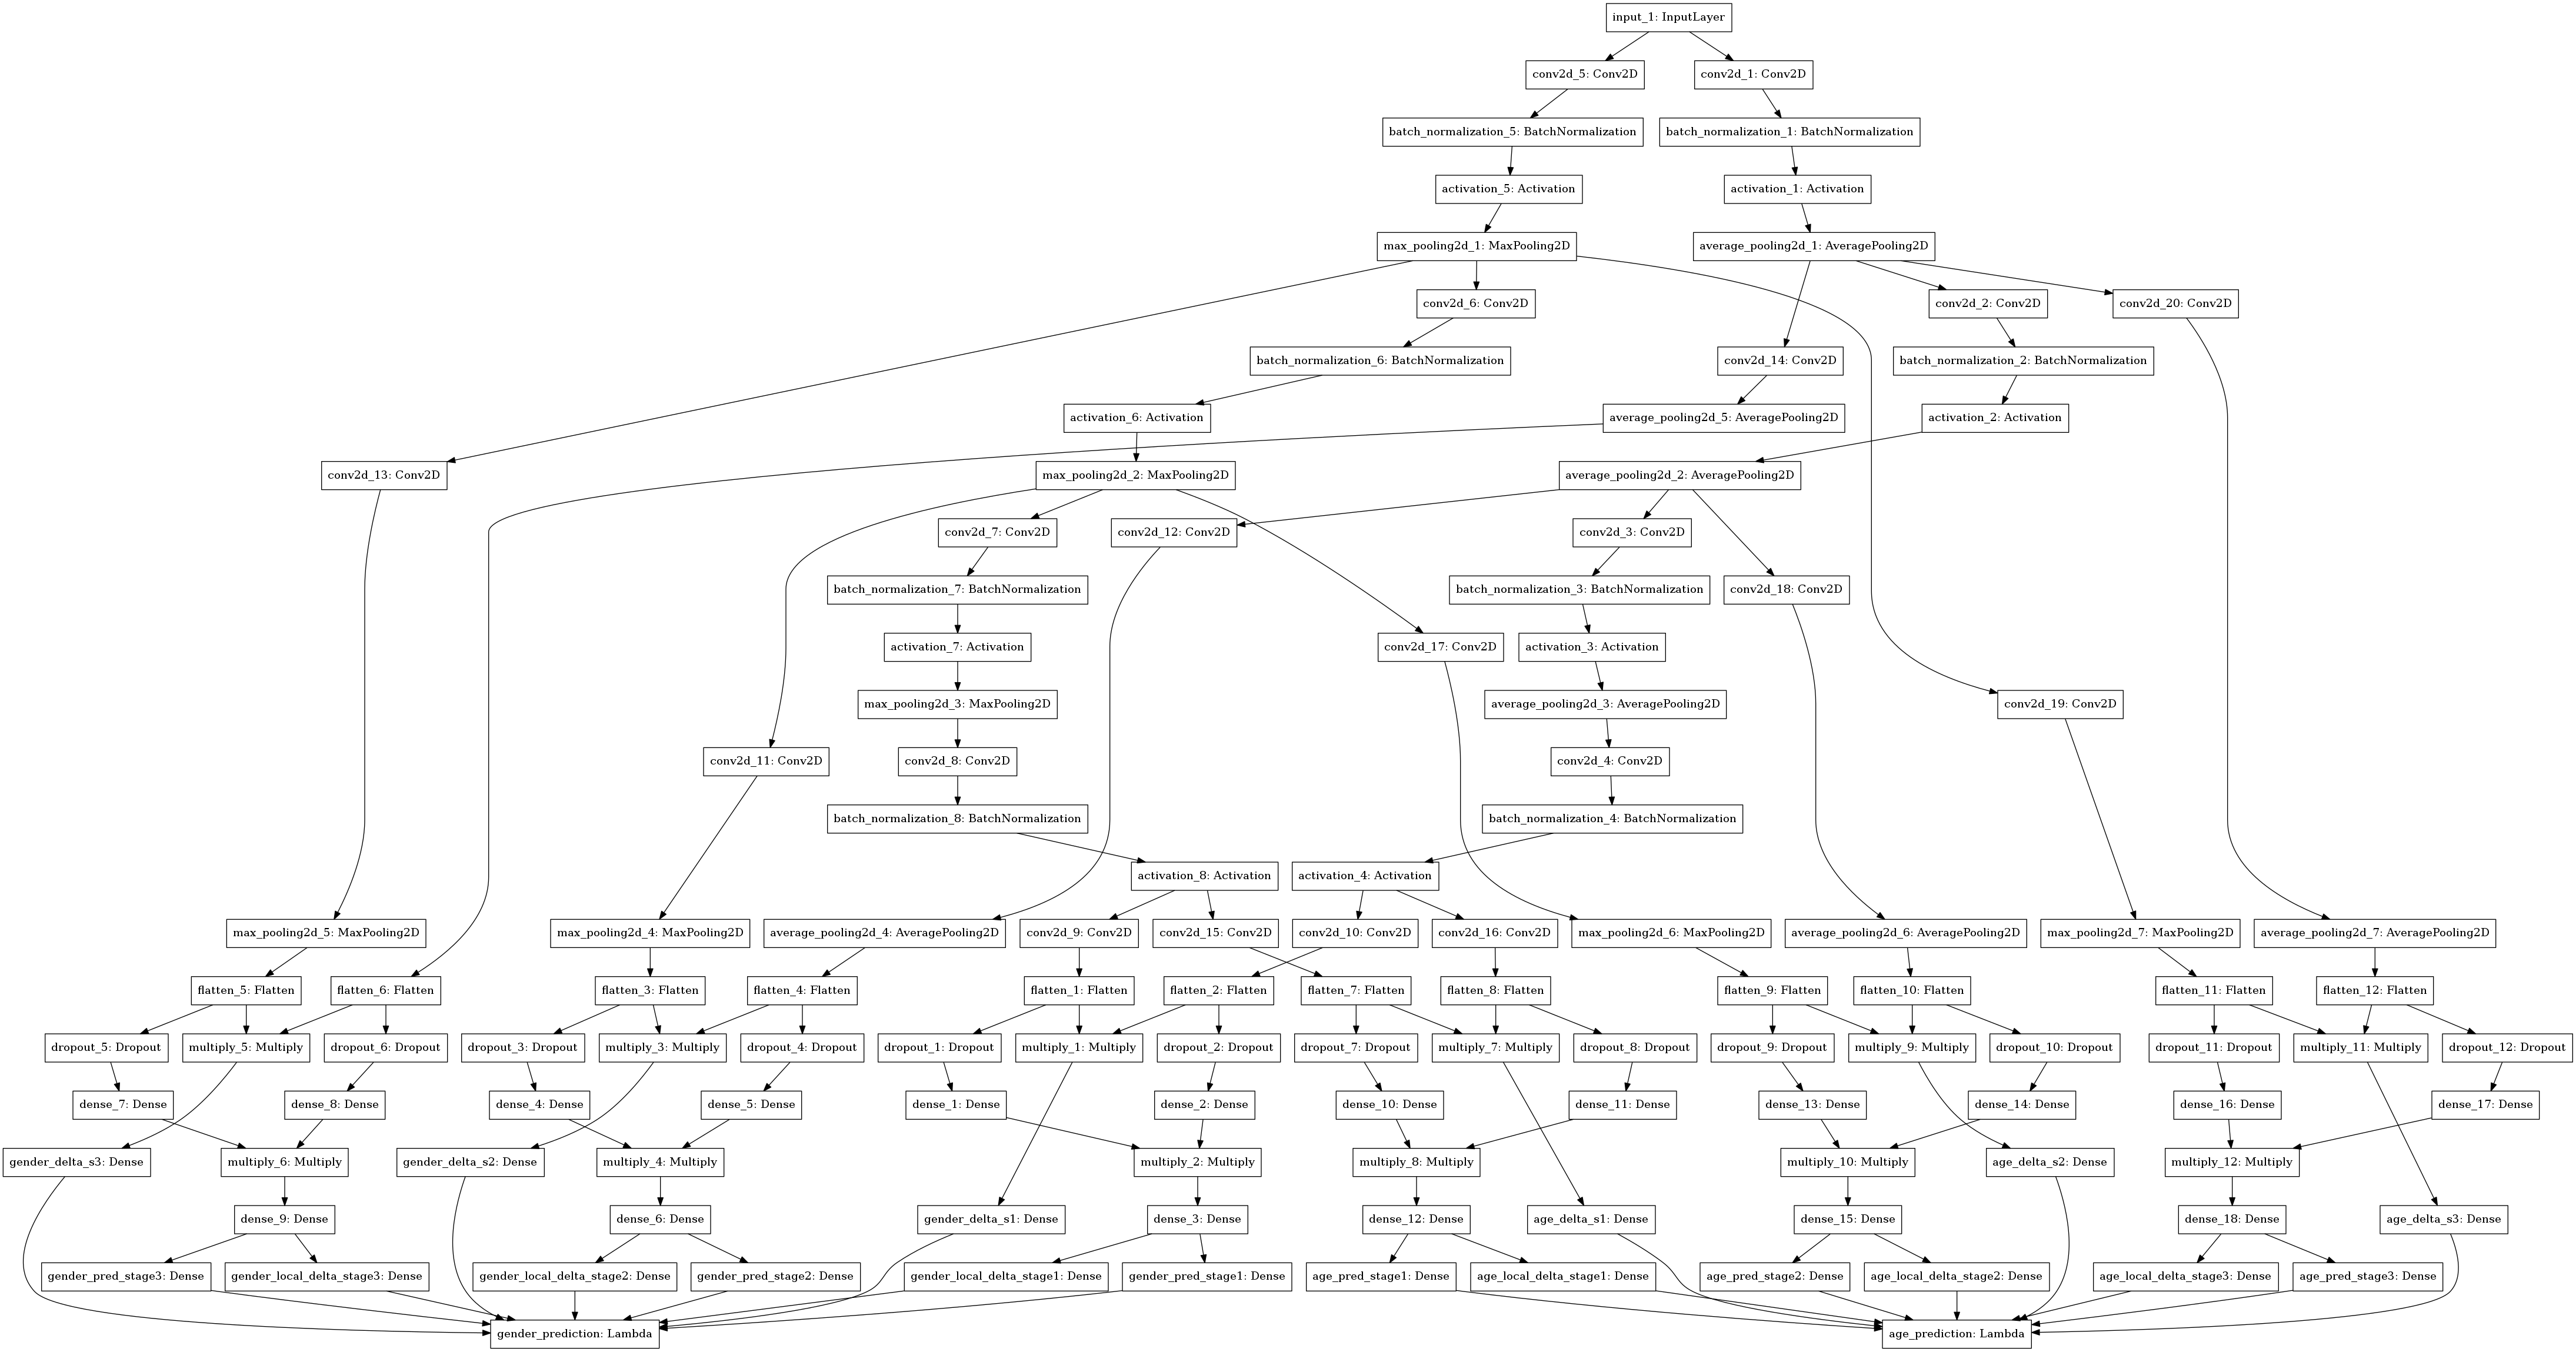 input_1: InputLayer
conv2d_5: Conv2D
conv2d_1: Conv2D
batch_normalization_5: BatchNormalization
batch_normalization_1: BatchNormalization
activation_5: Activation
activation_1: Activation
max_pooling2d_1: MaxPooling2D
average_pooling2d_1: AveragePooling2D
conv2d_6: Conv2D
conv2d_2: Conv2D
conv2d_20: Conv2D
batch_normalization_6: BatchNormalization
conv2d_14: Conv2D
batch_normalization_2: BatchNormalization
activation_6: Activation
average_pooling2d_5: AveragePooling2D
activation_2: Activation
conv2d_13: Conv2D
max_pooling2d_2: MaxPooling2D
average_pooling2d_2: AveragePooling2D
conv2d_7: Conv2D
conv2d_12: Conv2D
conv2d_3: Conv2D
batch_normalization_7: BatchNormalization
batch_normalization_3: BatchNormalization
conv2d_18: Conv2D
activation_7: Activation
conv2d_17: Conv2D
activation_3: Activation
max_pooling2d_3: MaxPooling2D
average_pooling2d_3: AveragePooling2D
conv2d_19: Conv2D
conv2d_11: Conv2D
conv2d_8: Conv2D
conv2d_4: Conv2D
batch_normalization_8: BatchNormalization
batch_normalization_4: BatchNormalization
activation_8: Activation
activation_4: Activation
max_pooling2d_5: MaxPooling2D
max_pooling2d_4: MaxPooling2D
average_pooling2d_4: AveragePooling2D
conv2d_9: Conv2D
conv2d_15: Conv2D
conv2d_10: Conv2D
conv2d_16: Conv2D
max_pooling2d_6: MaxPooling2D
average_pooling2d_6: AveragePooling2D
max_pooling2d_7: MaxPooling2D
average_pooling2d_7: AveragePooling2D
flatten_5: Flatten
flatten_6: Flatten
flatten_3: Flatten
flatten_4: Flatten
flatten_1: Flatten
flatten_2: Flatten
flatten_7: Flatten
flatten_8: Flatten
flatten_9: Flatten
flatten_10: Flatten
flatten_11: Flatten
flatten_12: Flatten
dropout_5: Dropout
multiply_5: Multiply
dropout_6: Dropout
dropout_3: Dropout
multiply_3: Multiply
dropout_4: Dropout
dropout_1: Dropout
multiply_1: Multiply
dropout_2: Dropout
dropout_7: Dropout
multiply_7: Multiply
dropout_8: Dropout
dropout_9: Dropout
multiply_9: Multiply
dropout_10: Dropout
dropout_11: Dropout
multiply_11: Multiply
dropout_12: Dropout
dense_7: Dense
dense_8: Dense
dense_4: Dense
dense_5: Dense
dense_1: Dense
dense_2: Dense
dense_10: Dense
dense_11: Dense
dense_13: Dense
dense_14: Dense
dense_16: Dense
dense_17: Dense
gender_delta_s3: Dense
multiply_6: Multiply
gender_delta_s2: Dense
multiply_4: Multiply
multiply_2: Multiply
multiply_8: Multiply
multiply_10: Multiply
age_delta_s2: Dense
multiply_12: Multiply
dense_9: Dense
dense_6: Dense
gender_delta_s1: Dense
dense_3: Dense
dense_12: Dense
age_delta_s1: Dense
dense_15: Dense
dense_18: Dense
age_delta_s3: Dense
gender_pred_stage3: Dense
gender_local_delta_stage3: Dense
gender_local_delta_stage2: Dense
gender_pred_stage2: Dense
gender_local_delta_stage1: Dense
gender_pred_stage1: Dense
age_pred_stage1: Dense
age_local_delta_stage1: Dense
age_pred_stage2: Dense
age_local_delta_stage2: Dense
age_local_delta_stage3: Dense
age_pred_stage3: Dense
gender_prediction: Lambda
age_prediction: Lambda